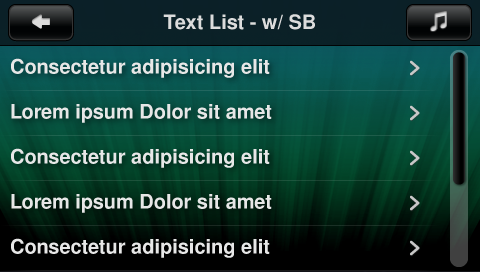 Text List - w/ SB
Consectetur adipisicing elit
Lorem ipsum Dolor sit amet
Consectetur adipisicing elit
Lorem ipsum Dolor sit amet
Consectetur adipisicing elit